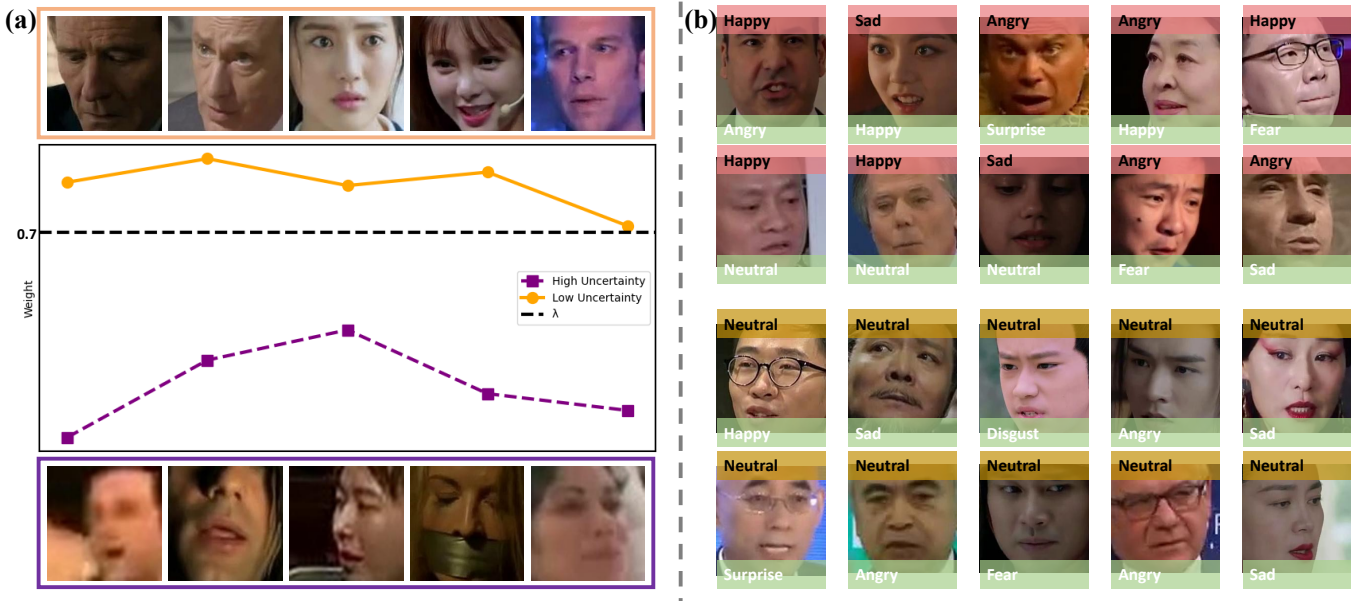 (a)
0.7
Weight
High Uncertainty
Low Uncertainty
λ
(b)
Happy Sad Angry Angry Happy
Angry Happy Surprise Happy Fear
Happy Happy Sad Angry Angry
Neutral Neutral Neutral Fear Sad
Neutral Neutral Neutral Neutral Neutral
Happy Sad Disgust Angry Sad
Neutral Neutral Neutral Neutral Neutral
Surprise Angry Fear Angry Sad